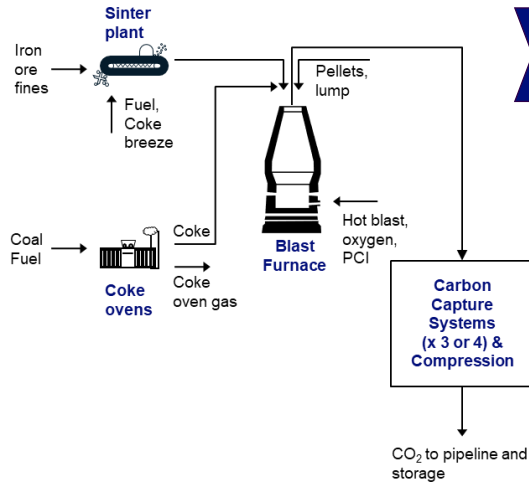 Sinter
plant
Iron
ore
fines
Fuel,
Coke
breeze
Pellets,
lump
Coal
Fuel
Coke
Coke
oven gas
Coke
ovens
Hot blast,
oxygen,
PCI
Blast
Furnace
Carbon
Capture
Systems
(x 3 or 4) &
Compression
CO₂ to pipeline and
storage